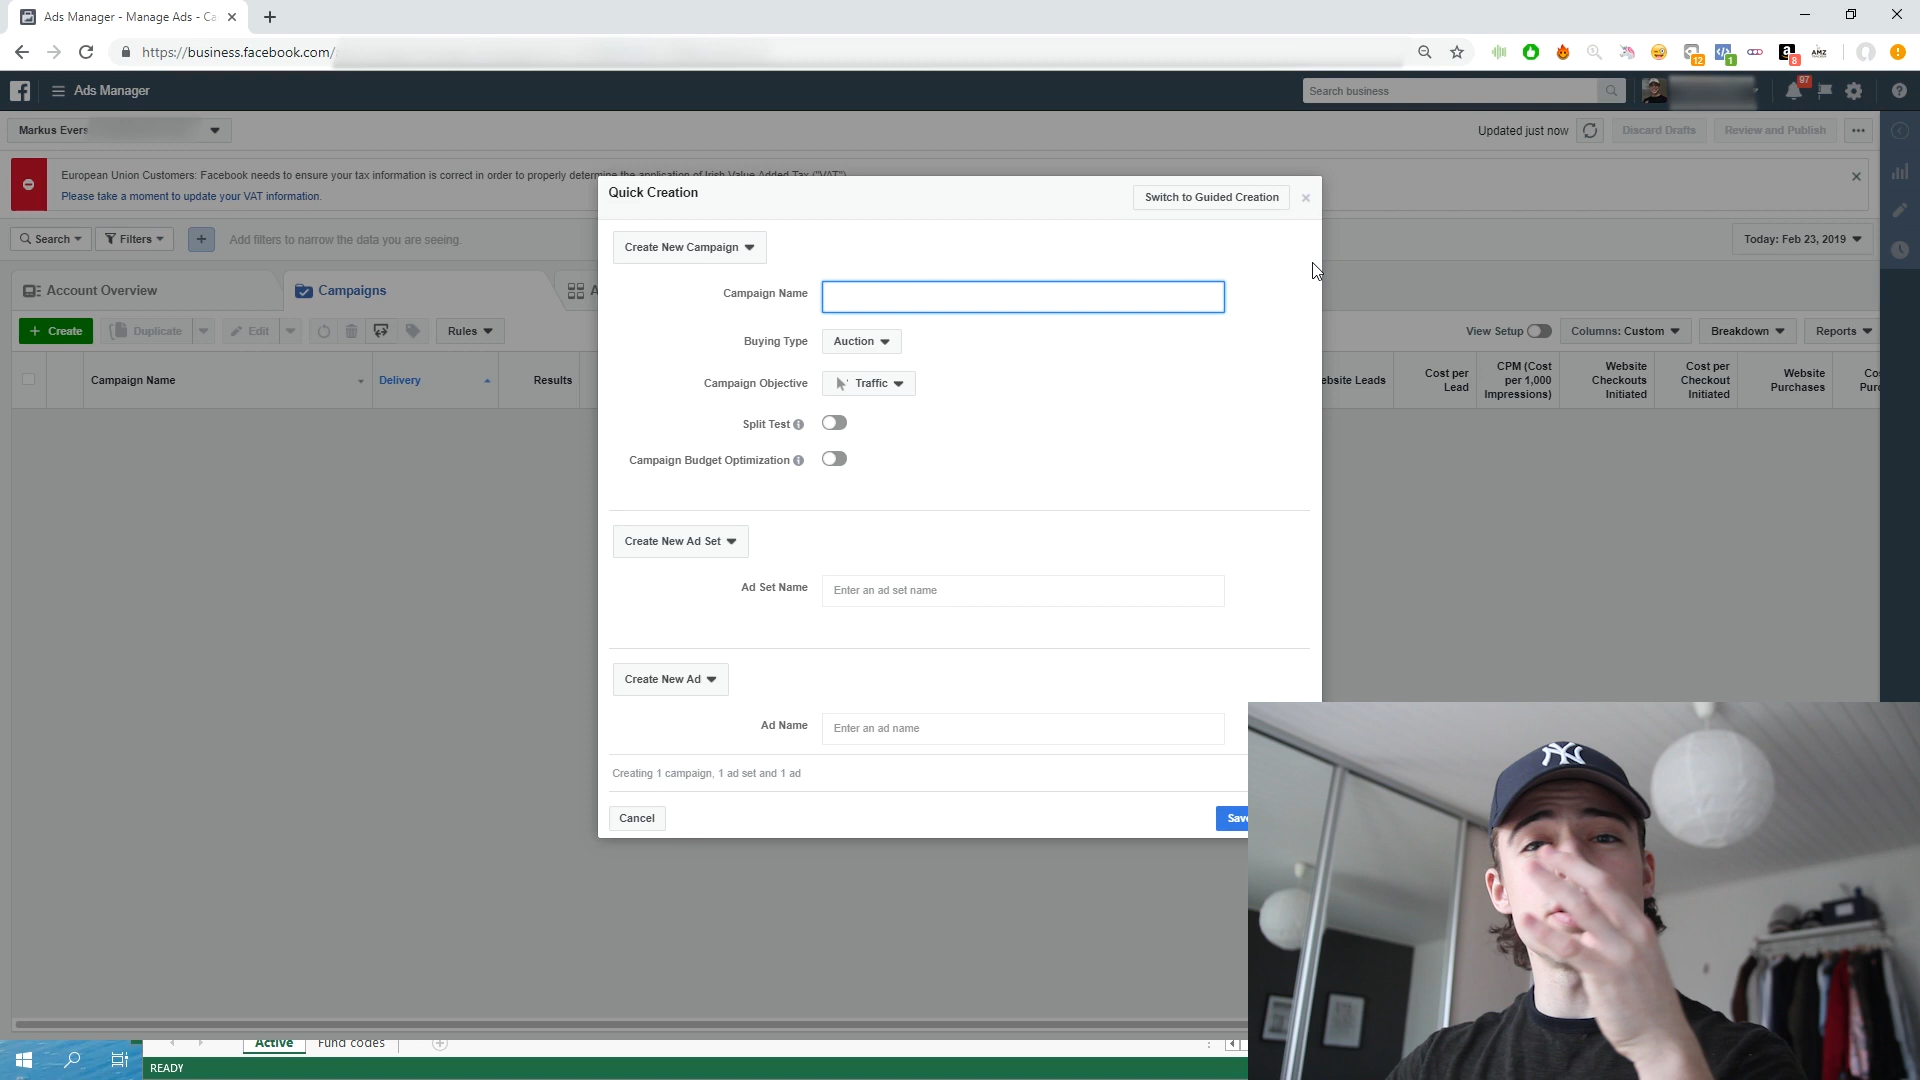 Ads Manager - Manage Ads - Ca
https://business.facebook.com/
12
1
8
AMZ
Ads Manager
Search business
97
Markus Evers
Updated just now
Discard Drafts
Review and Publish
European Union Customers: Facebook needs to ensure your tax information is correct in order to properly determine the application of Irish Value Added Tax ("VAT")
Please take a moment to update your VAT information.
Quick Creation
Switch to Guided Creation
Search
Filters
Add filters to narrow the data you are seeing.
Today: Feb 23, 2019
Create New Campaign
Account Overview
Campaigns
A
Campaign Name
Create
Duplicate
Edit
Rules
View Setup
Columns: Custom
Breakdown
Reports
Buying Type
Auction
Campaign Name
Delivery
Results
Campaign Objective
Traffic
ebsite Leads
Cost per
Lead
CPM (Cost
per 1,000
Impressions)
Website
Checkouts
Initiated
Cost per
Checkout
Initiated
Website
Purchases
Cos
Purc
Split Test
Campaign Budget Optimization
Create New Ad Set
Ad Set Name
Enter an ad set name
Create New Ad
Ad Name
Enter an ad name
Creating 1 campaign, 1 ad set and 1 ad
Cancel
Save
NY
Active
Fund codes
READY